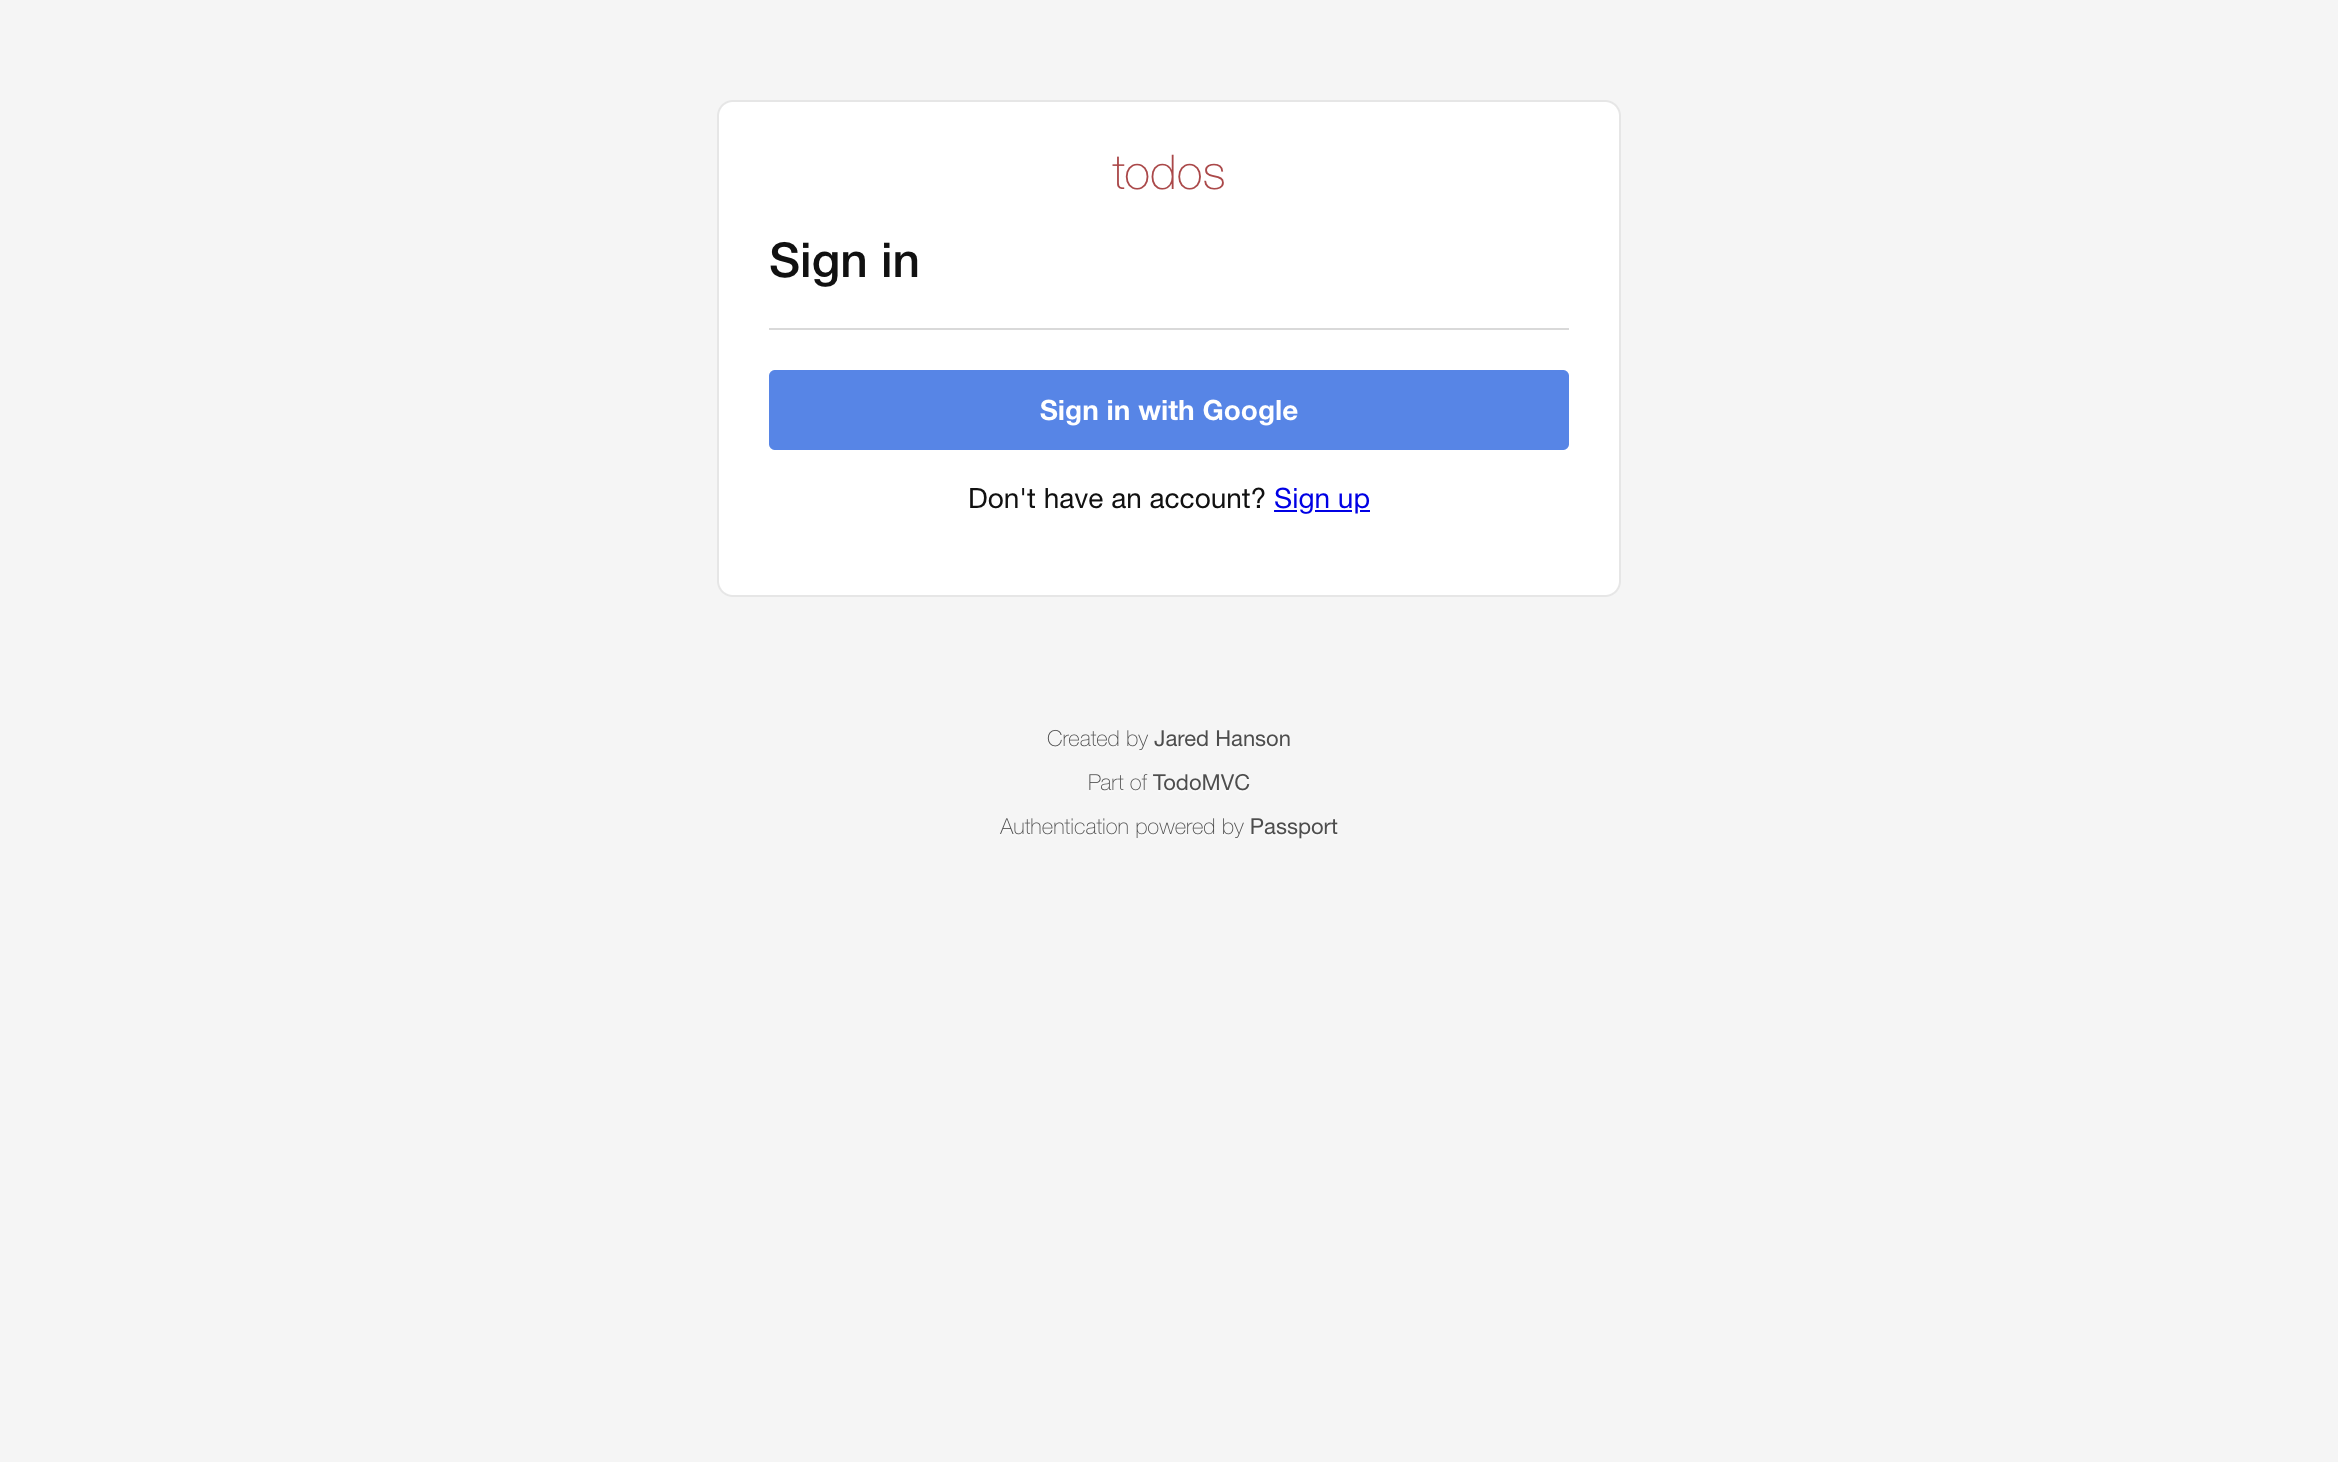 todos
Sign in
Sign in with Google
Don't have an account? Sign up
Created by Jared Hanson
Part of TodoMVC
Authentication powered by Passport